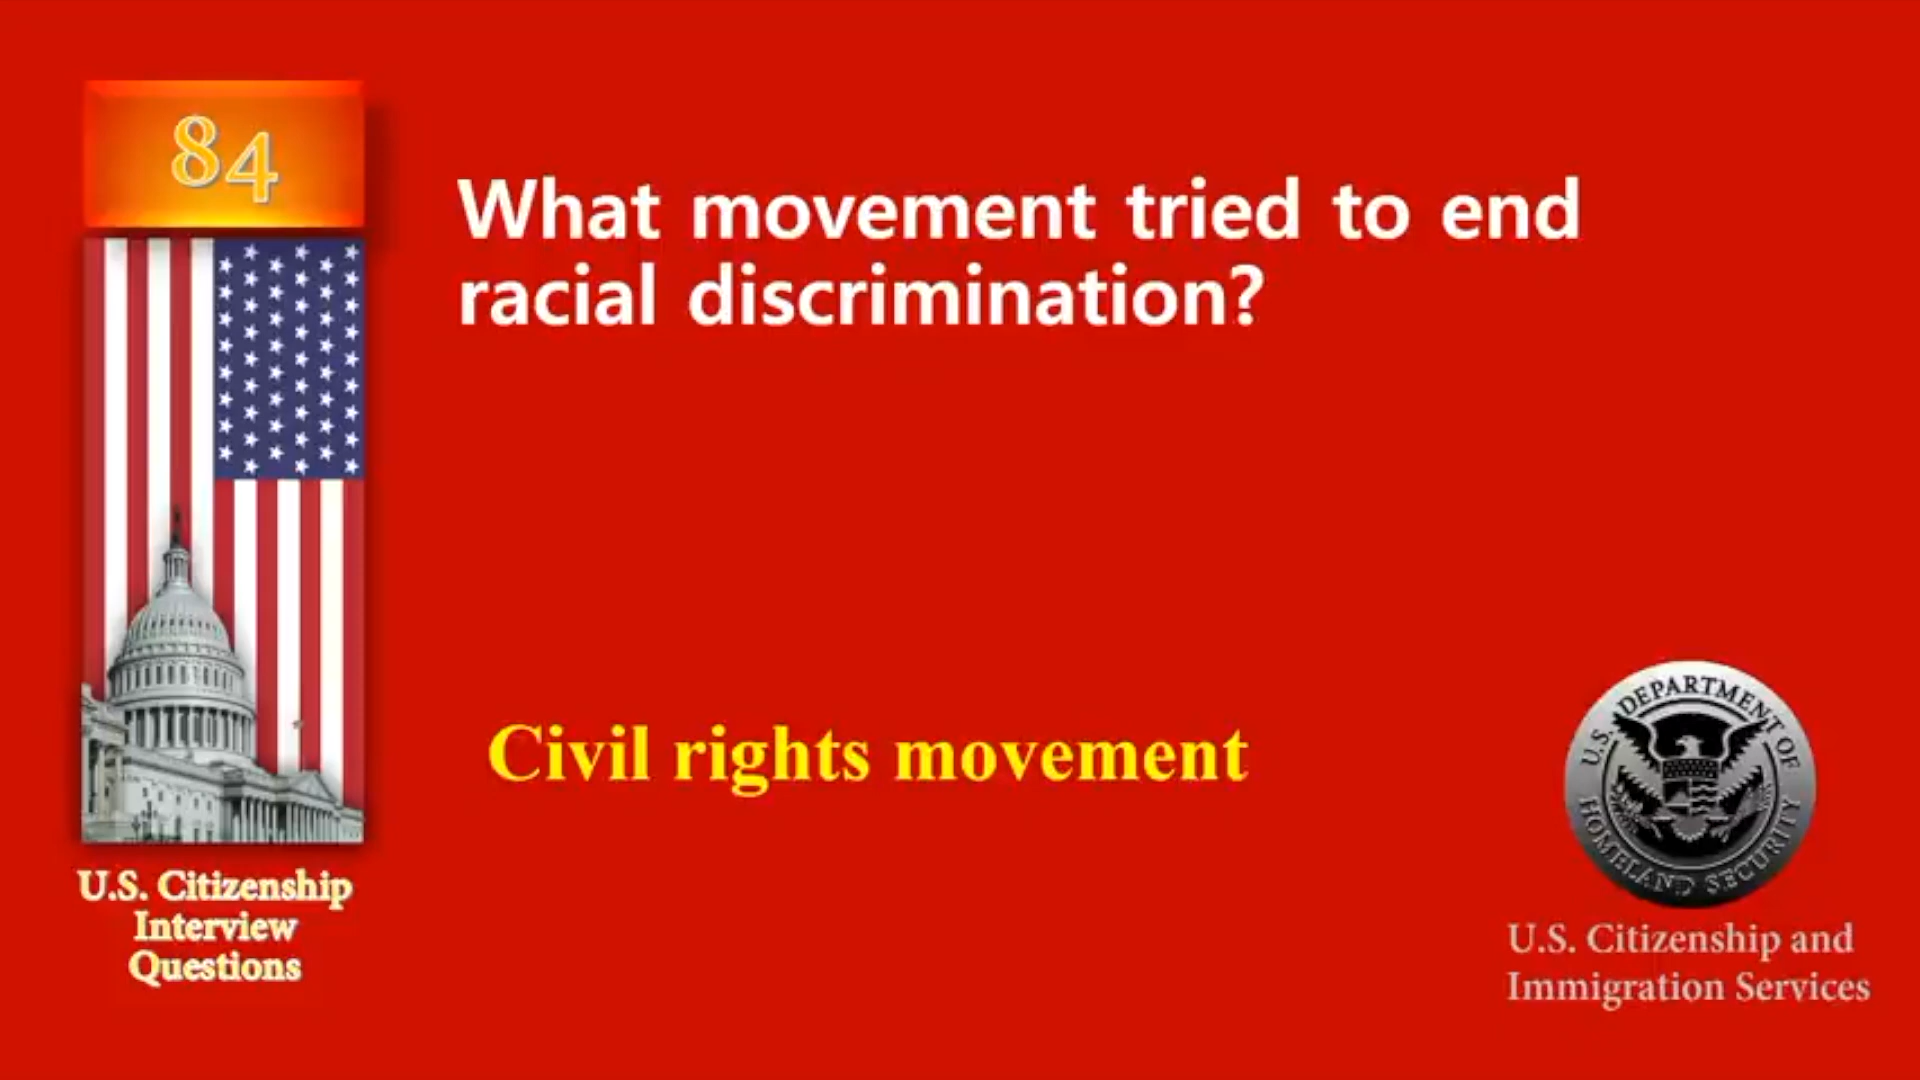 84
What movement tried to end
racial discrimination?
Civil rights movement
U.S. Citizenship
Interview
Questions
U.S. DEPARTMENT OF
HOMELAND SECURITY
U.S. Citizenship and
Immigration Services